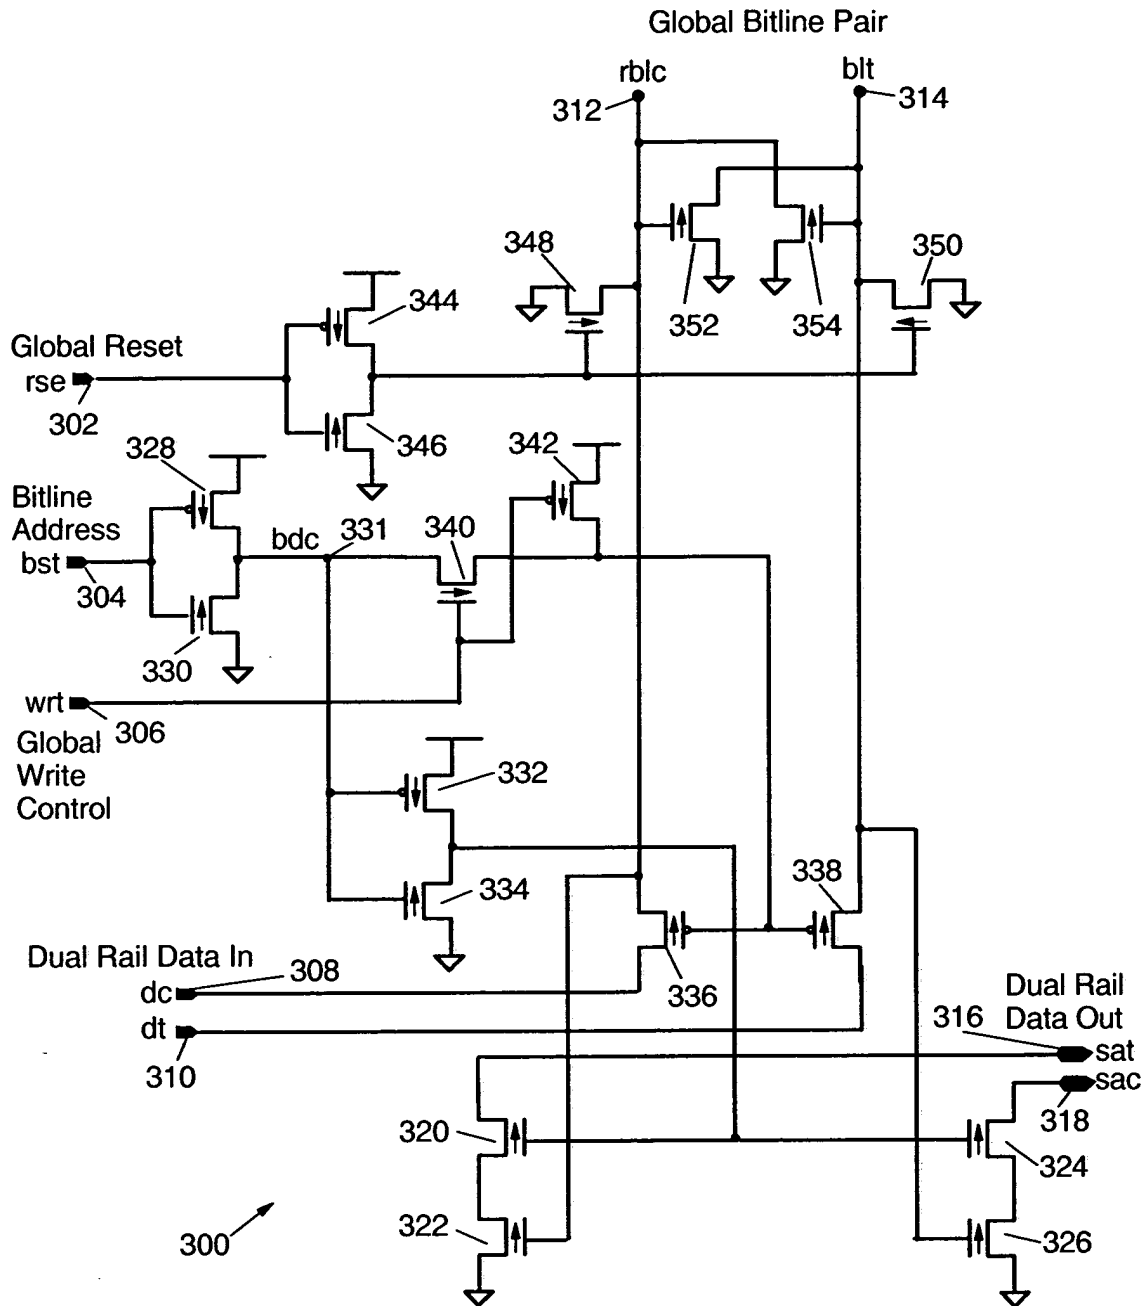 Global Bitline Pair
rblc
blt
312
314
348
350
352
354
344
Global Reset
rse
302
346
328
342
Bitline
Address
bst
304
bdc
331
340
330
wrt
306
Global
Write
Control
332
334
338
336
Dual Rail Data In
308
dc
dt
310
Dual Rail
Data Out
316
sat
sac
318
320
324
322
326
300